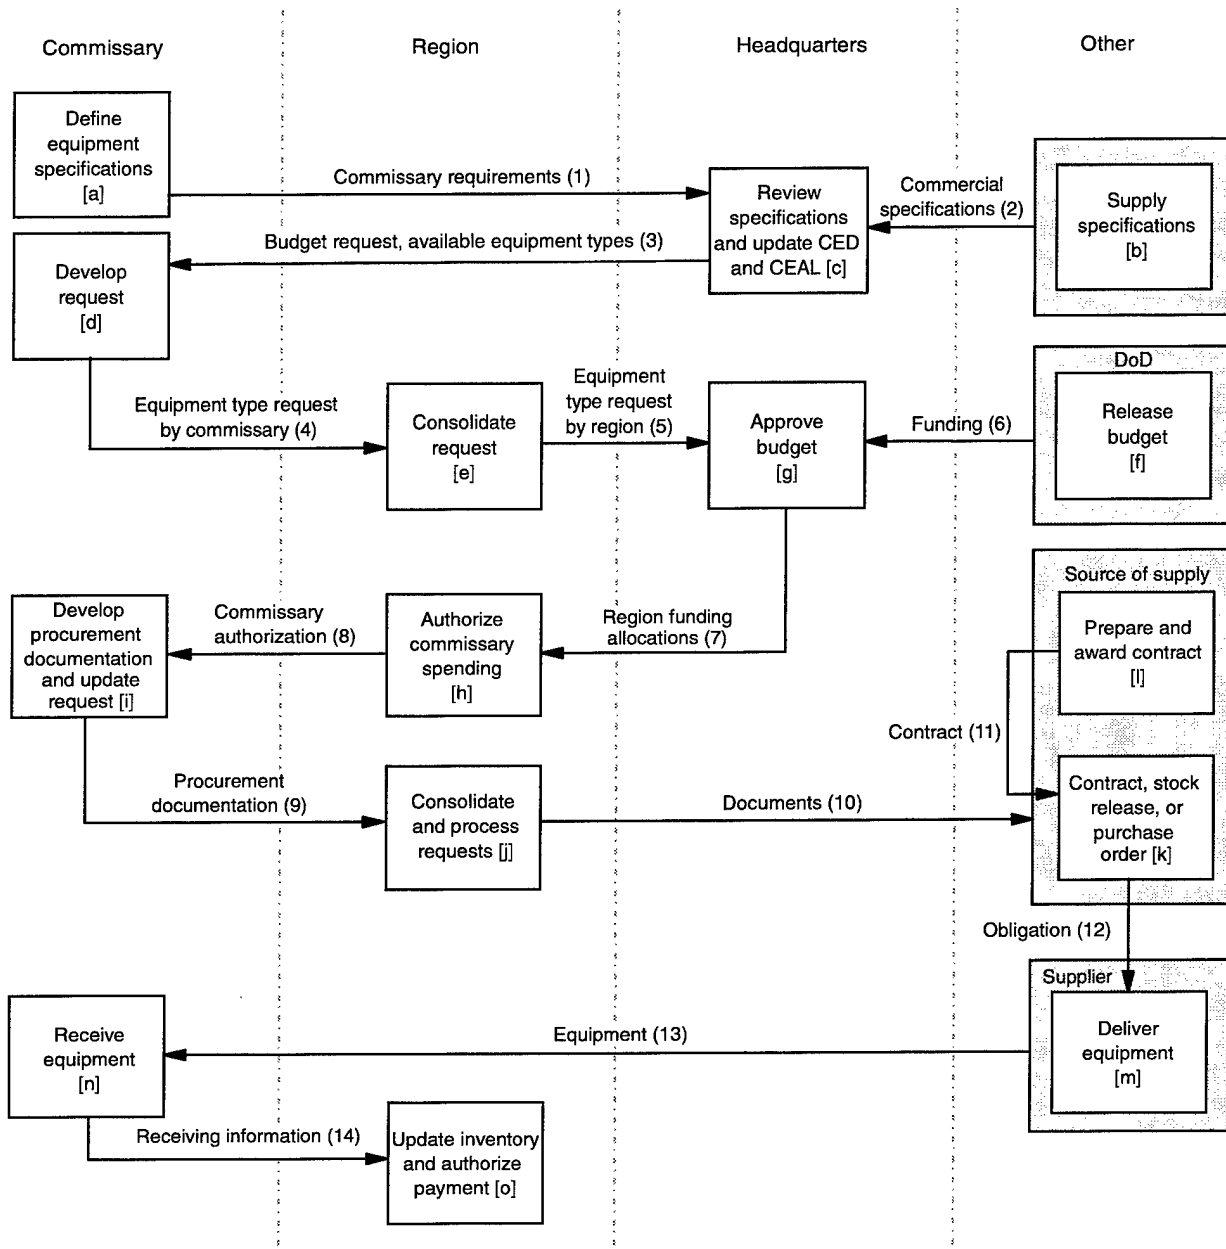 Commissary
Region
Headquarters
Other
Define
equipment
specifications
[a]
Commissary requirements (1)
Review
specifications
and update CED
and CEAL [c]
Commercial
specifications (2)
Supply
specifications
[b]
Budget request, available equipment types (3)
Develop
request
[d]
Equipment type request
by commissary (4)
Consolidate
request
[e]
Equipment
type request
by region (5)
Approve
budget
[g]
Funding (6)
DoD
Release
budget
[f]
Develop
procurement
documentation
and update
request [i]
Commissary
authorization (8)
Authorize
commissary
spending
[h]
Region funding
allocations (7)
Source of supply
Prepare and
award contract
[l]
Contract (11)
Procurement
documentation (9)
Consolidate
and process
requests [j]
Documents (10)
Contract, stock
release, or
purchase
order [k]
Obligation (12)
Supplier
Deliver
equipment
[m]
Equipment (13)
Receive
equipment
[n]
Receiving information (14)
Update inventory
and authorize
payment [o]